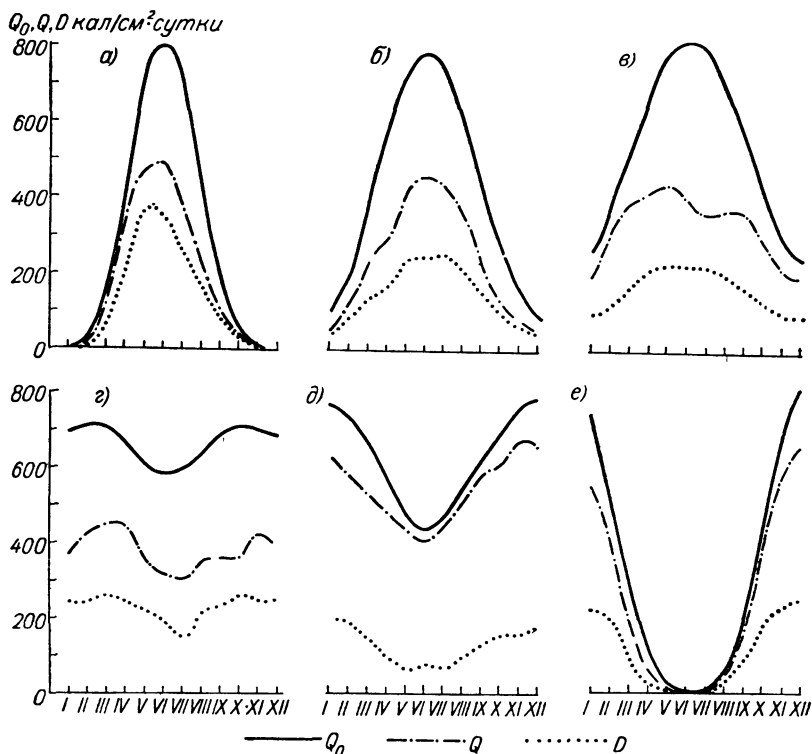 Q₀, Q, D кал/см² сутки
а)
б)
в)
800
600
400
200
0
г)
д)
е)
800
600
400
200
0
I II III IV V VI VII VIII IX X XI XII
I II III IV V VI VII VIII IX X XI XII
I II III IV V VI VII VIII IX X XI XII
Q₀
Q
D